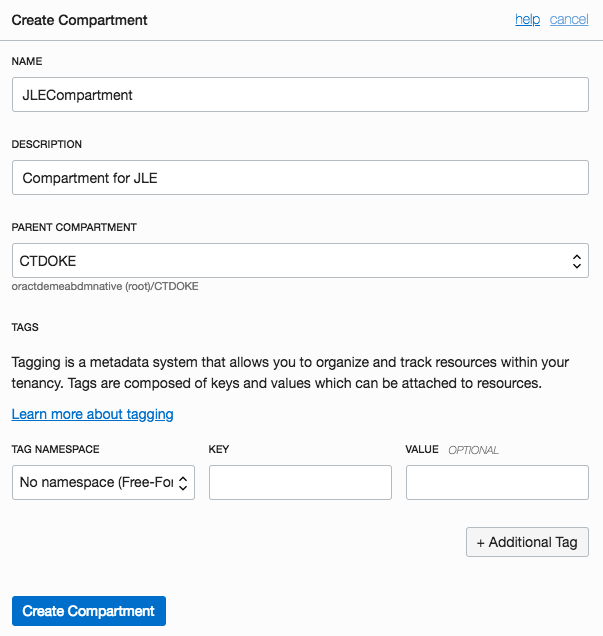 Create Compartment help cancel
NAME
JLECompartment
DESCRIPTION
Compartment for JLE
PARENT COMPARTMENT
CTDOKE
oractdemeabdmnative (root)/CTDOKE
TAGS
Tagging is a metadata system that allows you to organize and track resources within your
tenancy. Tags are composed of keys and values which can be attached to resources.
Learn more about tagging
TAG NAMESPACE KEY VALUE OPTIONAL
No namespace (Free-For
+ Additional Tag
Create Compartment